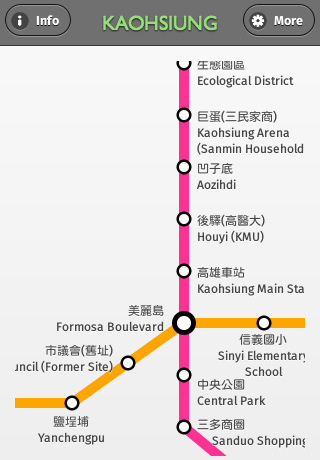 Info
KAOHSIUNG
More
生態園區
Ecological District
巨蛋(三民家商)
Kaohsiung Arena
(Sanmin Household
凹子底
Aozihdi
後驛(高醫大)
Houyi (KMU)
高雄車站
Kaohsiung Main Sta
美麗島
Formosa Boulevard
信義國小
Sinyi Elementary
School
市議會(舊址)
uncil (Former Site)
中央公園
Central Park
鹽埕埔
Yanchengpu
三多商圈
Sanduo Shopping